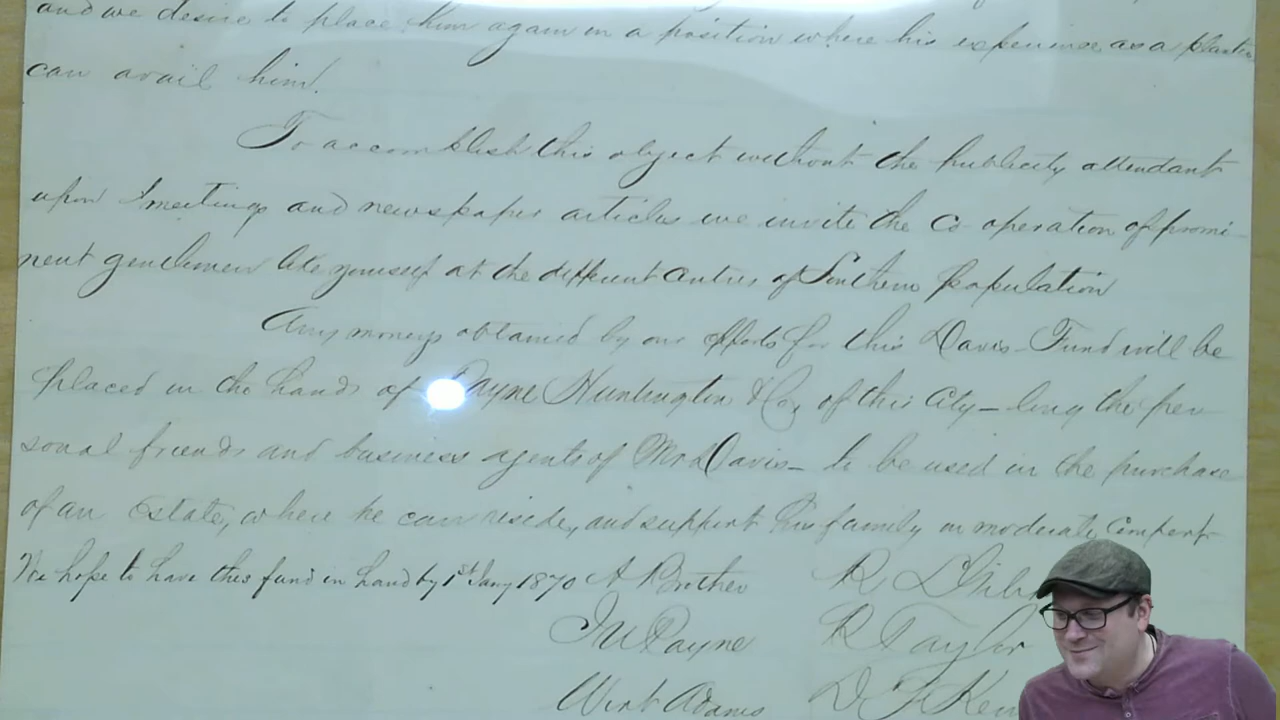 and we desire to place him again in a position where his experience as a planter
can avail him.
To accomplish this object without the publicity attendant
upon meetings and newspaper articles we invite the co operation of promi-
nent gentlemen like yourself at the different centres of Southern population
Any moneys obtained by our efforts for this Davis Fund will be
placed in the hands of Payne Huntington & Co, of this City - being the per
sonal friends and business agents of Mr Davis - to be used in the purchase
of an Estate, where he can reside, and support his family in moderate Comfort
We hope to have this fund in hand by 1st Jany 1870
R
J U Payne R Taylor
Wirt Adams D F